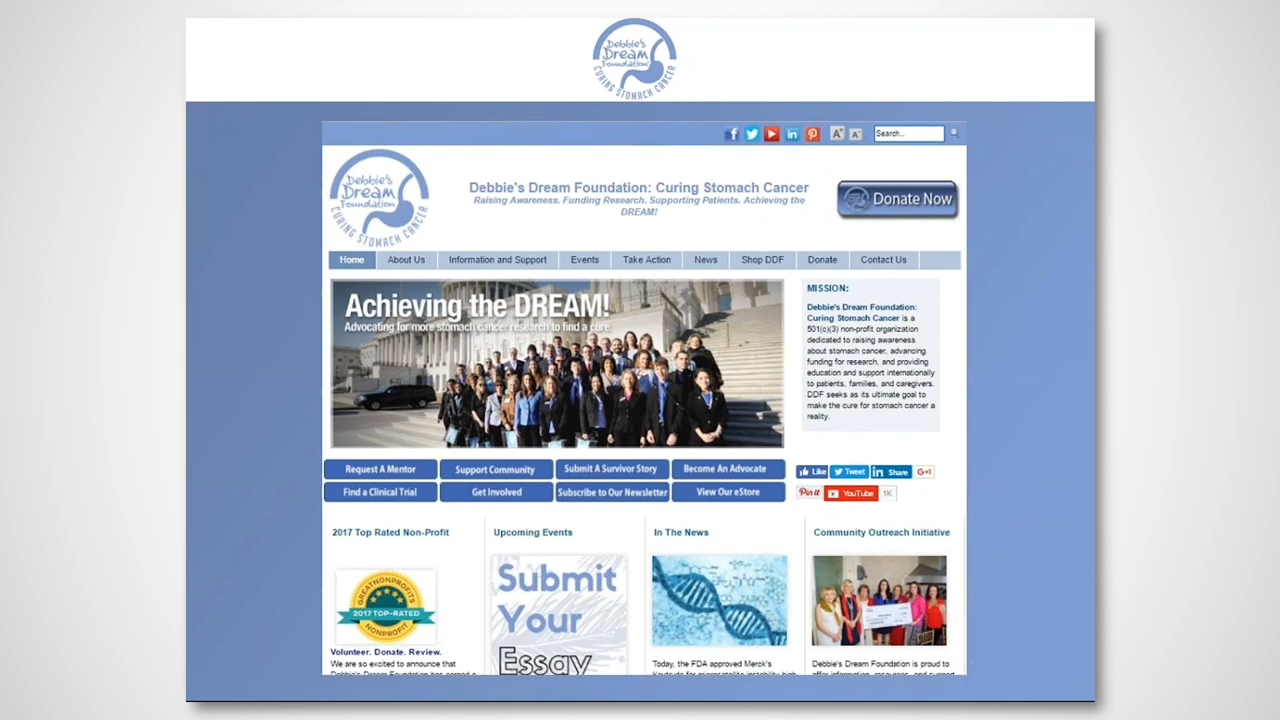 Debbie's
Dream
Foundation
CURING STOMACH CANCER
Search...
Debbie's
Dream
Foundation
CURING STOMACH CANCER
Debbie's Dream Foundation: Curing Stomach Cancer
Raising Awareness. Funding Research. Supporting Patients. Achieving the
DREAM!
Donate Now
Home About Us Information and Support Events Take Action News Shop DDF Donate Contact Us
Achieving the DREAM!
Advocating for more stomach cancer research to find a cure.
MISSION:
Debbie's Dream Foundation:
Curing Stomach Cancer is a
501(c)(3) non-profit organization
dedicated to raising awareness
about stomach cancer, advancing
funding for research, and providing
education and support internationally
to patients, families, and caregivers.
DDF seeks as its ultimate goal to
make the cure for stomach cancer a
reality.
Request A Mentor Support Community Submit A Survivor Story Become An Advocate
Like Tweet in Share G+1
Find a Clinical Trial Get Involved Subscribe to Our Newsletter View Our eStore
Pin it YouTube 1K
2017 Top Rated Non-Profit
Upcoming Events
In The News
Community Outreach Initiative
GREATNONPROFITS
2017 TOP-RATED
NONPROFIT
Volunteer. Donate. Review.
We are so excited to announce that
Submit
Your
Essay
Today, the FDA approved Merck's
Debbie's Dream Foundation is proud to